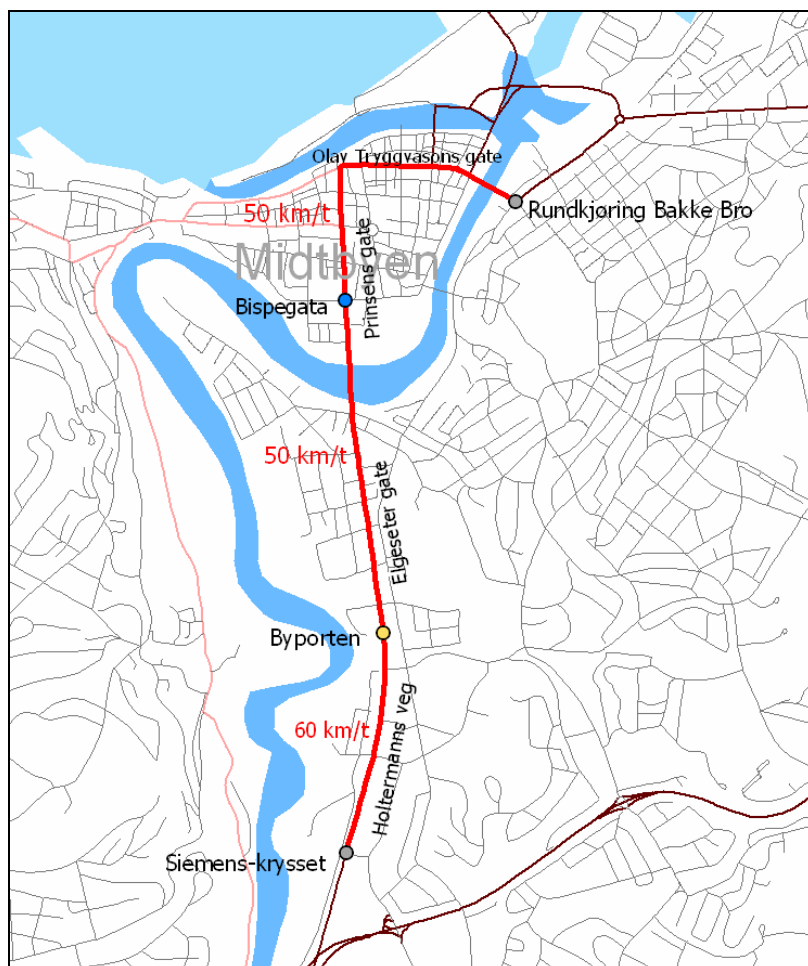 Olav Tryggvasons gate
50 km/t
Rundkjøring Bakke Bro
Midtbyen
Prinsens gate
Bispegata
50 km/t
Elgeseter gate
Byporten
60 km/t
Holtermanns veg
Siemens-krysset